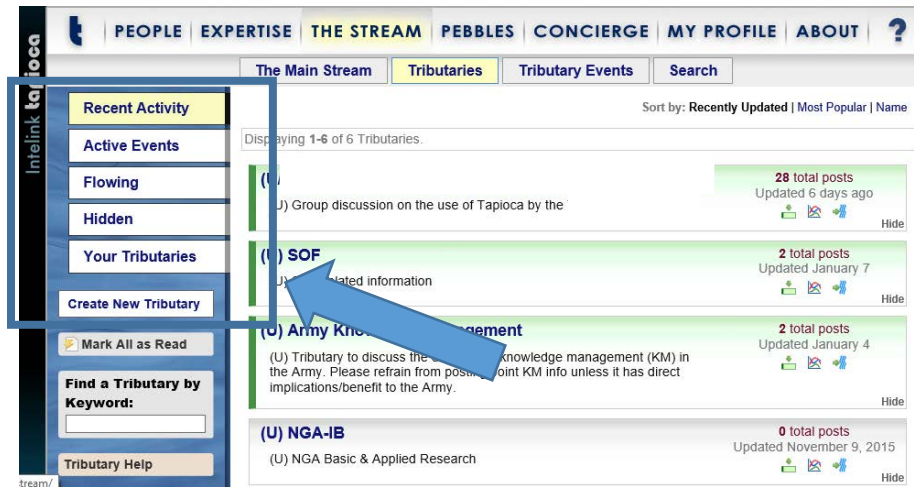 t PEOPLE EXPERTISE THE STREAM PEBBLES CONCIERGE MY PROFILE ABOUT ?
Intelink tapioca
The Main Stream Tributaries Tributary Events Search
Recent Activity
Active Events
Flowing
Hidden
Your Tributaries
Create New Tributary
Mark All as Read
Find a Tributary by
Keyword:
Tributary Help
tream/
Sort by: Recently Updated | Most Popular | Name
Displaying 1-6 of 6 Tributaries.
(U) Group discussion on the use of Tapioca by the
28 total posts
Updated 6 days ago
Hide
(U) SOF
information
2 total posts
Updated January 7
Hide
(U) Army
(U) Tributary to discuss the knowledge management (KM) in
the Army. Please refrain from posting joint KM info unless it has direct
implications/benefit to the Army.
2 total posts
Updated January 4
Hide
(U) NGA-IB
(U) NGA Basic & Applied Research
0 total posts
Updated November 9, 2015
Hide